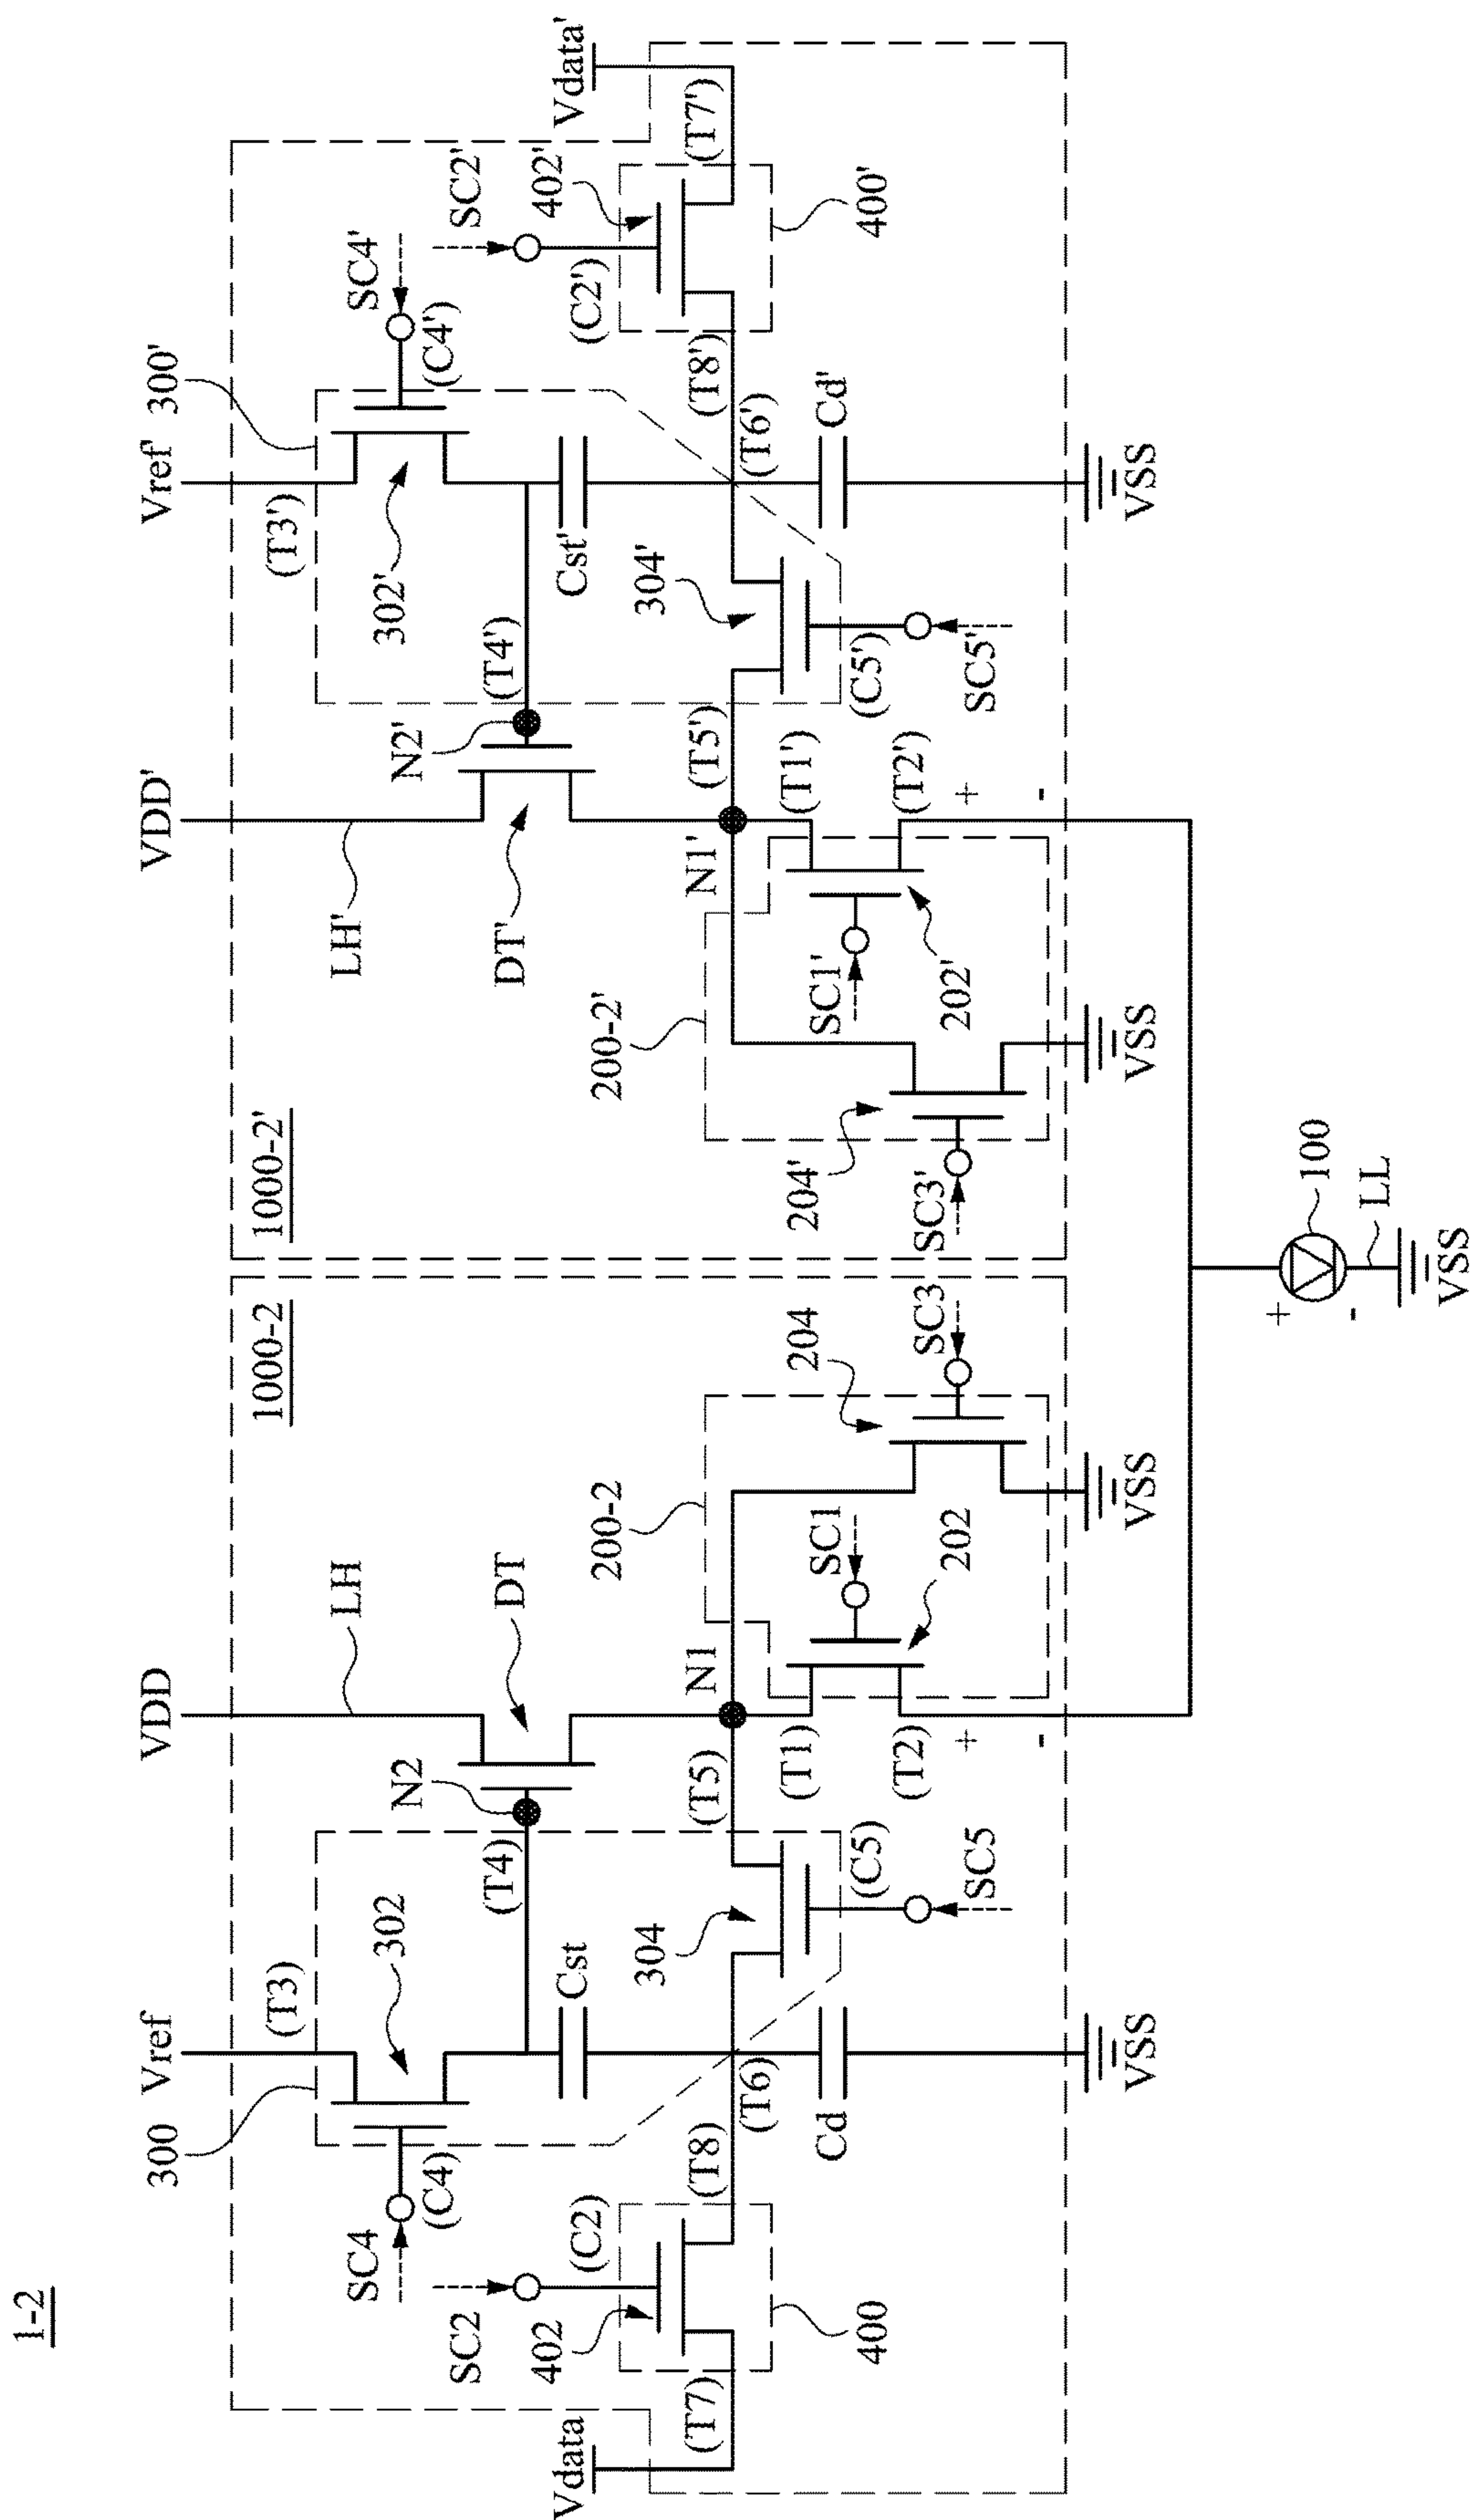 1-2
1000-2
1000-2'
VDD
LH
DT
N2
Vref
(T3)
300
302
(C4)
SC4
(T4)
Cst
SC2
(C2)
402
400
Vdata
(T7)
(T8)
(T6)
Cd
VSS
304
(C5)
SC5
(T5)
N1
(T1)
(T2)
+
-
200-2
SC1
202
204
SC3
VSS
VDD'
LH'
DT'
N2'
Vref'
(T3')
300'
302'
(C4')
SC4'
(T4')
Cst'
SC2'
(C2')
402'
400'
Vdata'
(T7')
(T8')
(T6')
Cd'
VSS
304'
(C5')
SC5'
(T5')
N1'
(T1')
(T2')
+
-
200-2'
SC1'
202'
204'
SC3'
VSS
100
+
-
LL
VSS